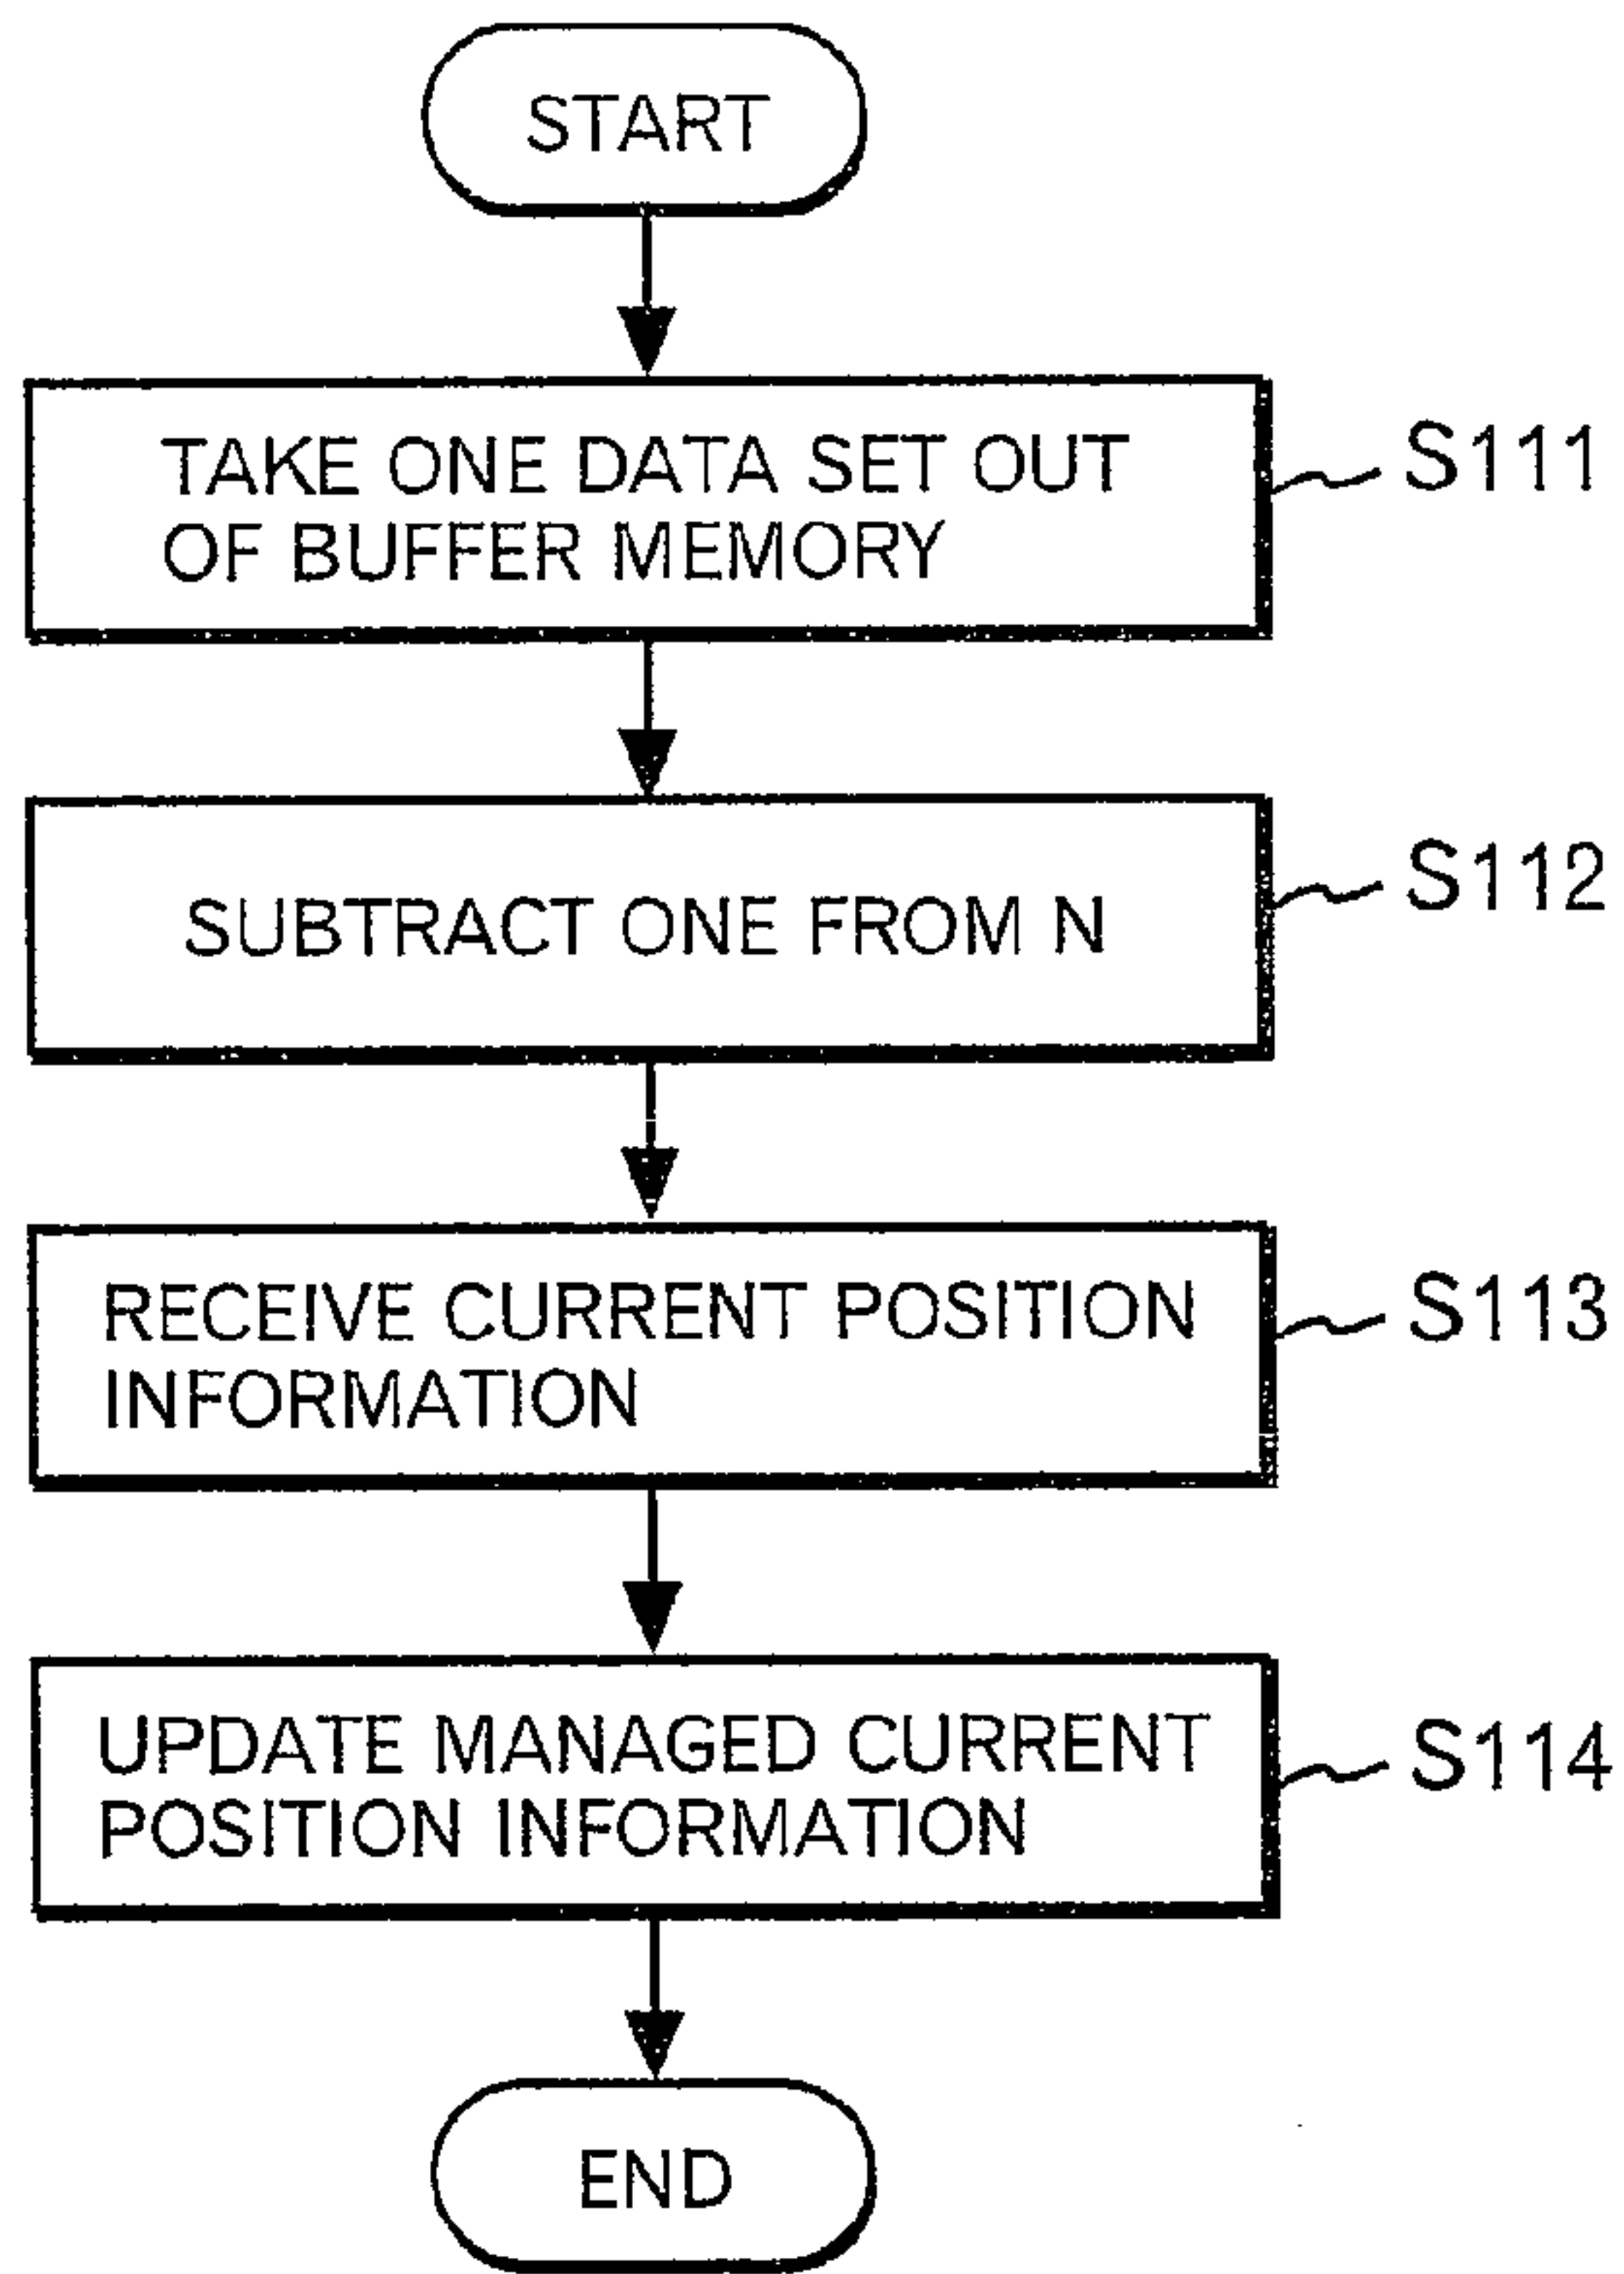 START
TAKE ONE DATA SET OUT
OF BUFFER MEMORY
S111
SUBTRACT ONE FROM N
S112
RECEIVE CURRENT POSITION
INFORMATION
S113
UPDATE MANAGED CURRENT
POSITION INFORMATION
S114
END